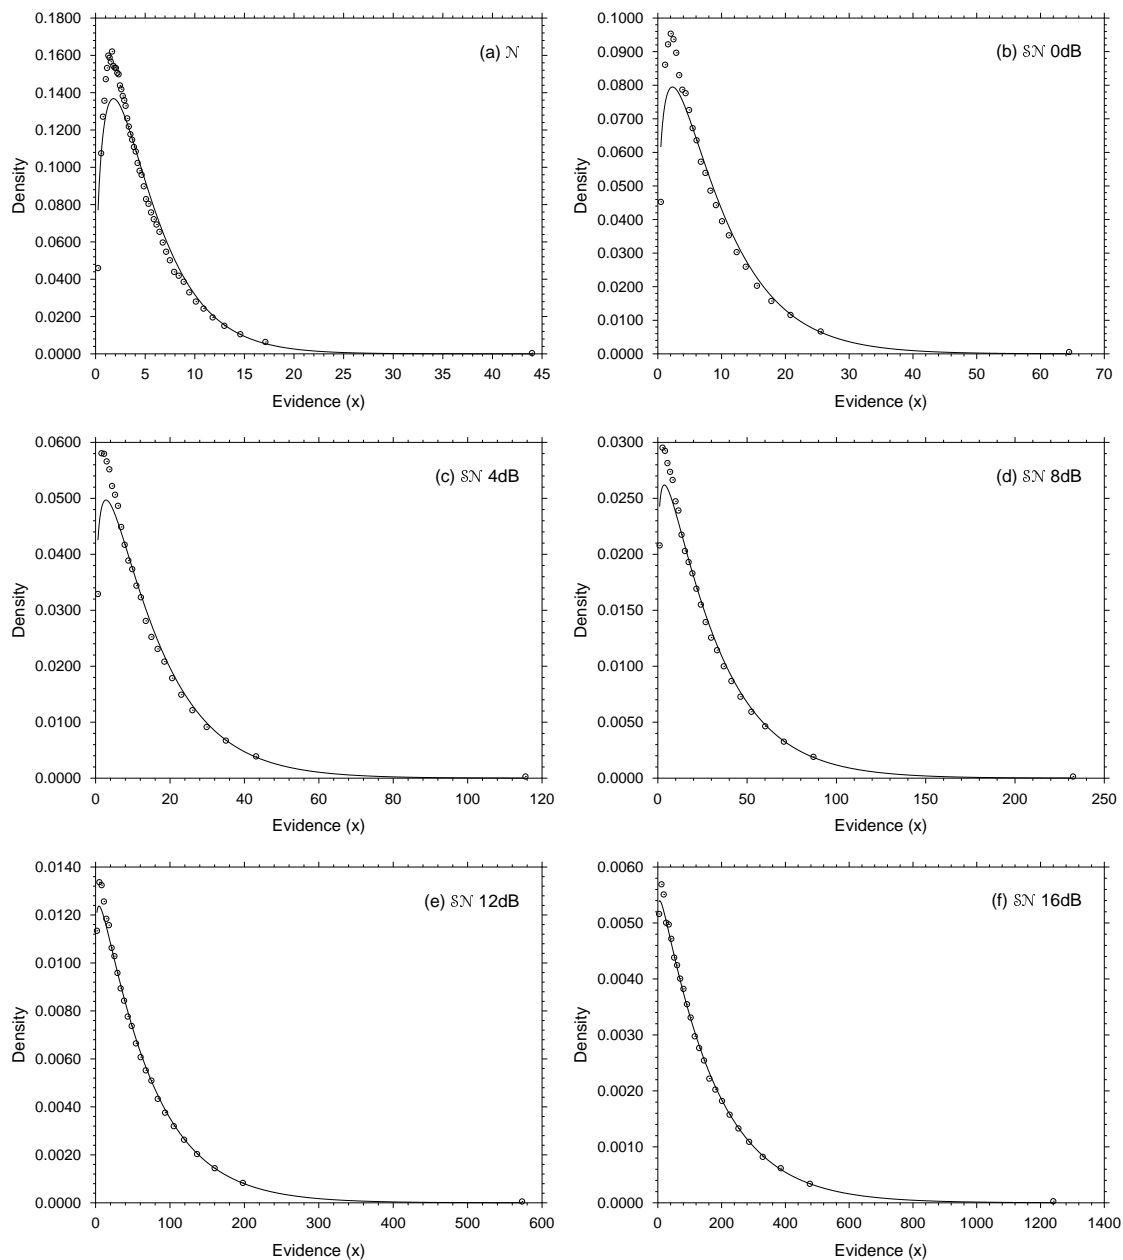 0.1800
0.1600
0.1400
0.1200
0.1000
0.0800
0.0600
0.0400
0.0200
0.0000
Density
(a) 𝒩
0 5 10 15 20 25 30 35 40 45
Evidence (x)
0.1000
0.0900
0.0800
0.0700
0.0600
0.0500
0.0400
0.0300
0.0200
0.0100
0.0000
Density
(b) 𝒮𝒩 0dB
0 10 20 30 40 50 60 70
Evidence (x)
0.0600
0.0500
0.0400
0.0300
0.0200
0.0100
0.0000
Density
(c) 𝒮𝒩 4dB
0 20 40 60 80 100 120
Evidence (x)
0.0300
0.0250
0.0200
0.0150
0.0100
0.0050
0.0000
Density
(d) 𝒮𝒩 8dB
0 50 100 150 200 250
Evidence (x)
0.0140
0.0120
0.0100
0.0080
0.0060
0.0040
0.0020
0.0000
Density
(e) 𝒮𝒩 12dB
0 100 200 300 400 500 600
Evidence (x)
0.0060
0.0050
0.0040
0.0030
0.0020
0.0010
0.0000
Density
(f) 𝒮𝒩 16dB
0 200 400 600 800 1000 1200 1400
Evidence (x)